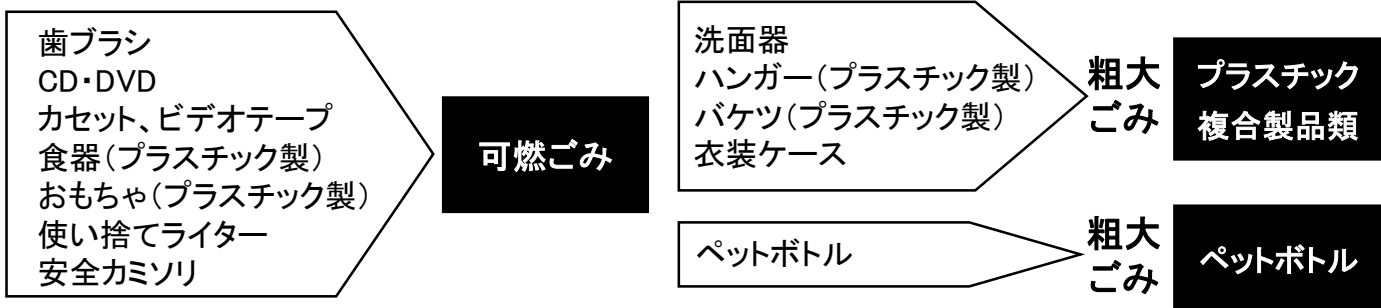 歯ブラシ
CD・DVD
カセット、ビデオテープ
食器(プラスチック製)
おもちゃ(プラスチック製)
使い捨てライター
安全カミソリ
可燃ごみ
洗面器
ハンガー(プラスチック製)
バケツ(プラスチック製)
衣装ケース
粗大
ごみ
プラスチック
複合製品類
ペットボトル
粗大
ごみ
ペットボトル